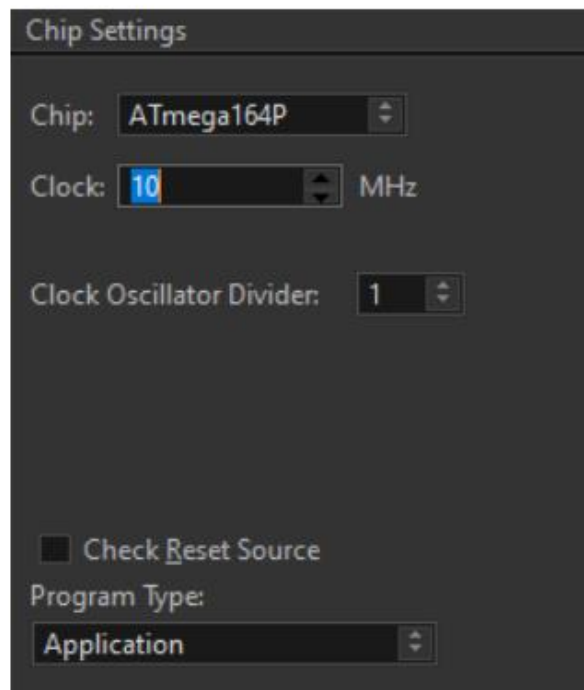 Chip Settings
Chip: ATmega164P
Clock: 10 MHz
Clock Oscillator Divider: 1
Check Reset Source
Program Type:
Application